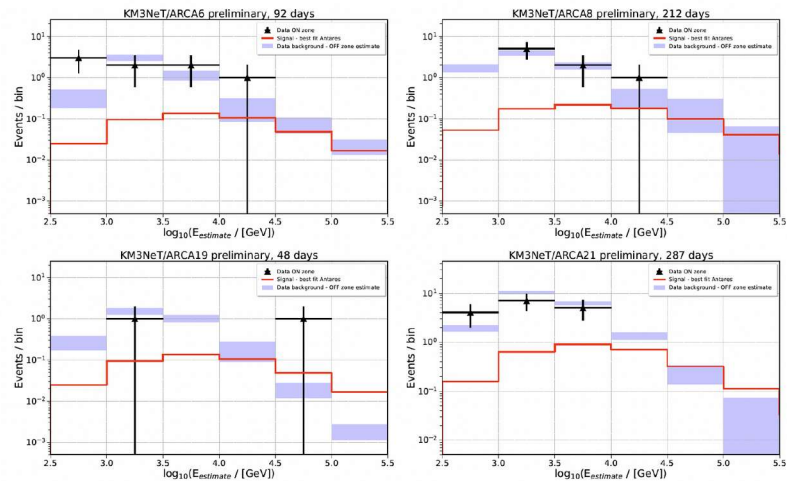 KM3NeT/ARCA6 preliminary, 92 days
Data ON zone
Signal - best fit Antares
Data background - OFF zone estimate
Events / bin
10¹
10⁰
10⁻¹
10⁻²
10⁻³
2.5 3.0 3.5 4.0 4.5 5.0 5.5
log₁₀(E_estimate / [GeV])
KM3NeT/ARCA8 preliminary, 212 days
Data ON zone
Signal - best fit Antares
Data background - OFF zone estimate
Events / bin
10¹
10⁰
10⁻¹
10⁻²
10⁻³
2.5 3.0 3.5 4.0 4.5 5.0 5.5
log₁₀(E_estimate / [GeV])
KM3NeT/ARCA19 preliminary, 48 days
Data ON zone
Signal - best fit Antares
Data background - OFF zone estimate
Events / bin
10¹
10⁰
10⁻¹
10⁻²
10⁻³
2.5 3.0 3.5 4.0 4.5 5.0 5.5
log₁₀(E_estimate / [GeV])
KM3NeT/ARCA21 preliminary, 287 days
Data ON zone
Signal - best fit Antares
Data background - OFF zone estimate
Events / bin
10¹
10⁰
10⁻¹
10⁻²
2.5 3.0 3.5 4.0 4.5 5.0 5.5
log₁₀(E_estimate / [GeV])